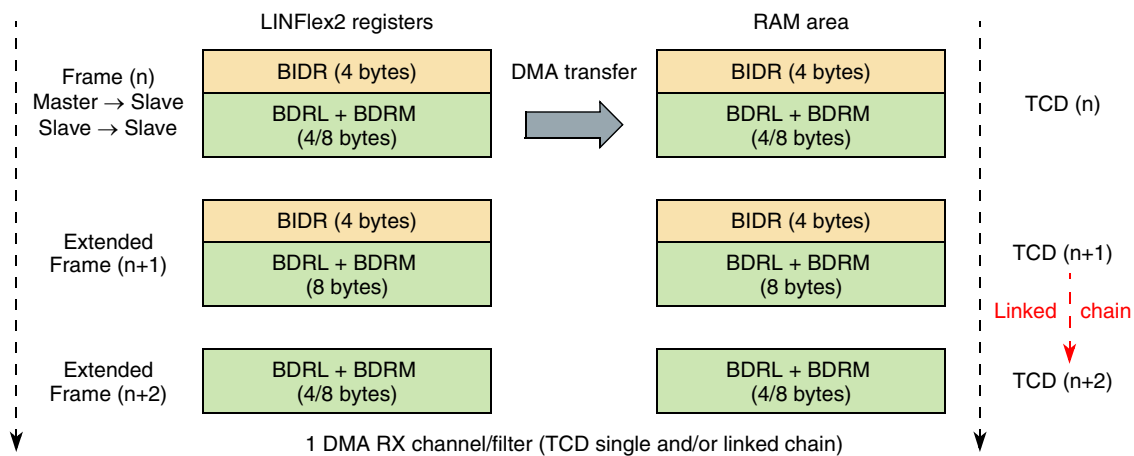 LINFlex2 registers
RAM area
Frame (n)
Master → Slave
Slave → Slave
BIDR (4 bytes)
BDRL + BDRM
(4/8 bytes)
DMA transfer
BIDR (4 bytes)
BDRL + BDRM
(4/8 bytes)
TCD (n)
Extended
Frame (n+1)
BIDR (4 bytes)
BDRL + BDRM
(8 bytes)
BIDR (4 bytes)
BDRL + BDRM
(8 bytes)
TCD (n+1)
Linked chain
Extended
Frame (n+2)
BDRL + BDRM
(4/8 bytes)
BDRL + BDRM
(4/8 bytes)
TCD (n+2)
1 DMA RX channel/filter (TCD single and/or linked chain)